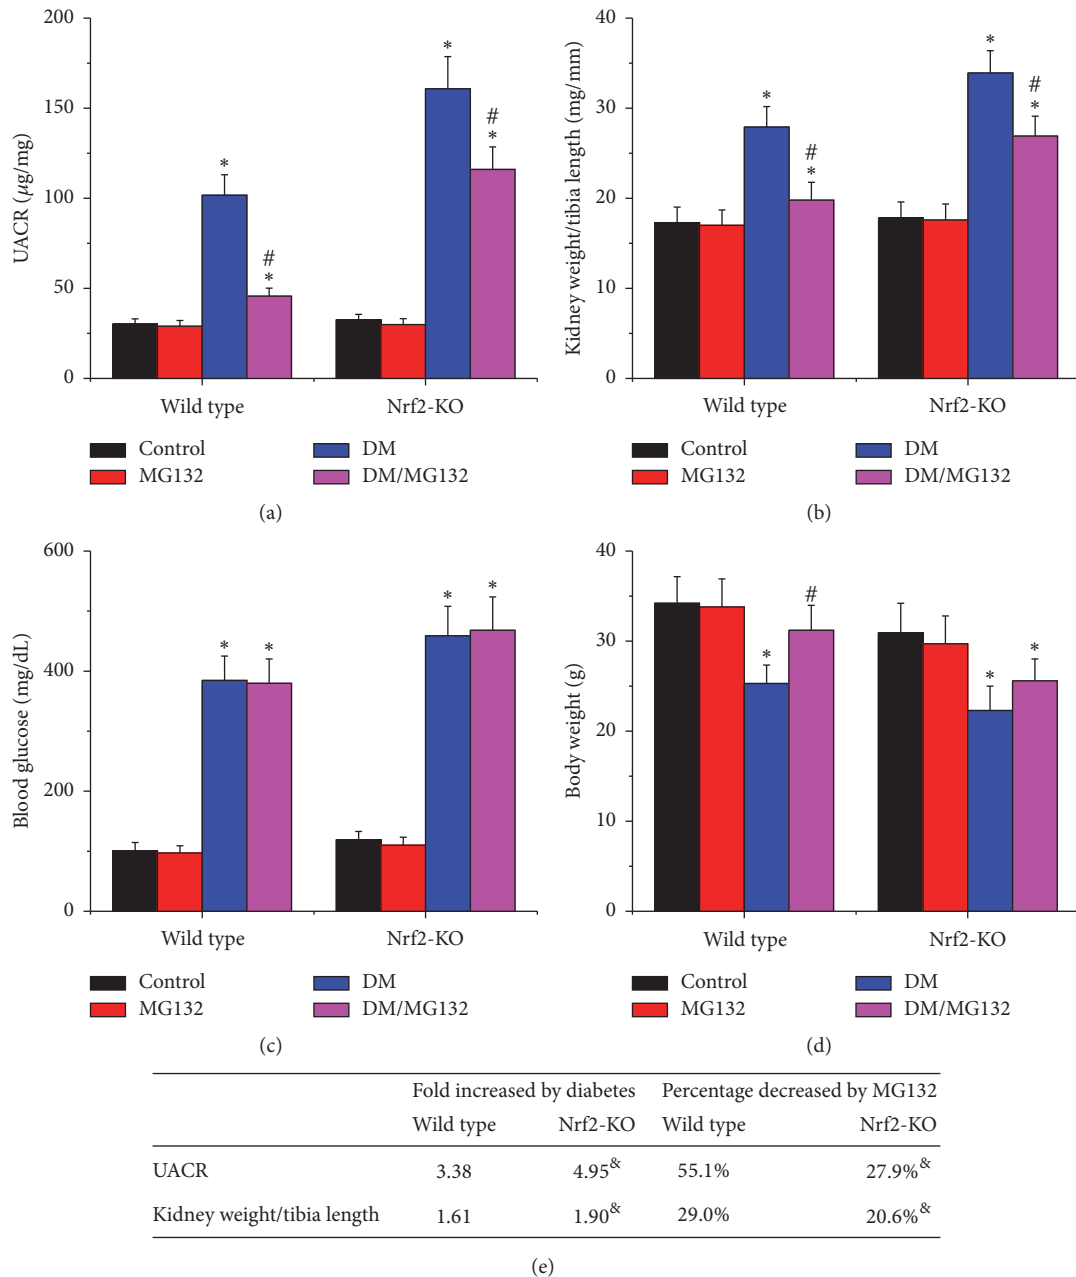 200
150
100
50
0
UACR (μg/mg)
*
#
*
*
#
*
Wild type Nrf2-KO
Control DM
MG132 DM/MG132
(a)
40
30
20
10
0
Kidney weight/tibia length (mg/mm)
*
#
*
*
#
*
Wild type Nrf2-KO
Control DM
MG132 DM/MG132
(b)
600
400
200
0
Blood glucose (mg/dL)
* *
* *
Wild type Nrf2-KO
Control DM
MG132 DM/MG132
(c)
40
30
20
10
0
Body weight (g)
*
#
*
*
Wild type Nrf2-KO
Control DM
MG132 DM/MG132
(d)
Fold increased by diabetes Percentage decreased by MG132
Wild type Nrf2-KO Wild type Nrf2-KO
UACR 3.38 4.95& 55.1% 27.9%&
Kidney weight/tibia length 1.61 1.90& 29.0% 20.6%&
(e)